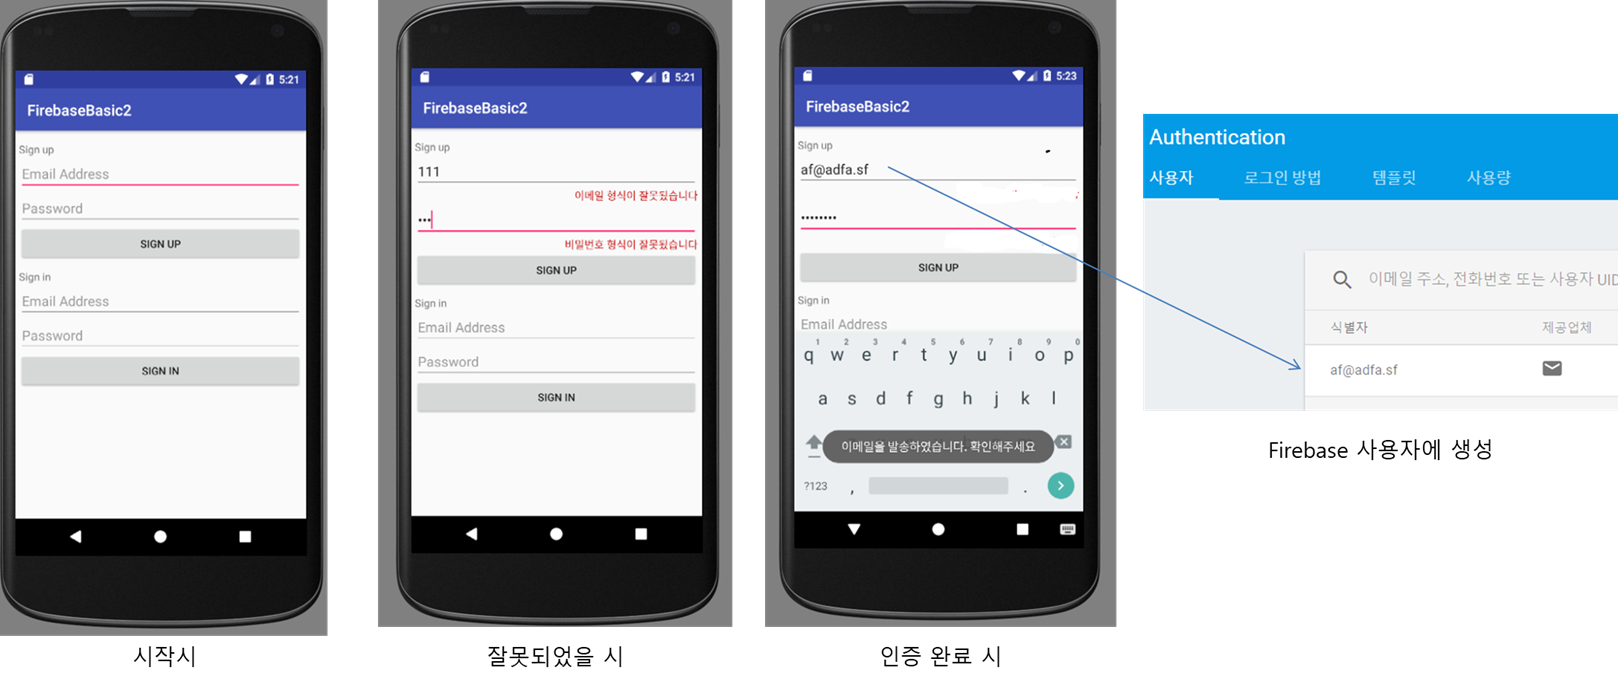 5:21
FirebaseBasic2
Sign up
Email Address
Password
SIGN UP
Sign in
Email Address
Password
SIGN IN
시작시
5:21
FirebaseBasic2
Sign up
111
이메일 형식이 잘못됬습니다
•••
비밀번호 형식이 잘못됬습니다
SIGN UP
Sign in
Email Address
Password
SIGN IN
잘못되었을 시
5:23
FirebaseBasic2
Sign up
af@adfa.sf
••••••••
SIGN UP
Sign in
Email Address
1 2 3 4 5 6 7 8 9 0
q w e r t y u i o p
a s d f g h j k l
이메일을 발송하였습니다. 확인해주세요
?123 , .
인증 완료 시
Authentication
사용자 로그인 방법 템플릿 사용량
이메일 주소, 전화번호 또는 사용자 UID
식별자 제공업체
af@adfa.sf
Firebase 사용자에 생성